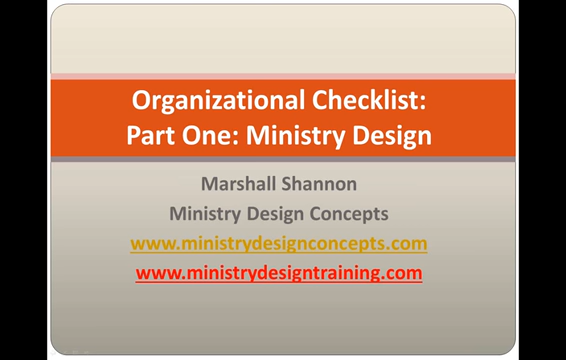 Organizational Checklist:
Part One: Ministry Design
Marshall Shannon
Ministry Design Concepts
www.ministrydesignconcepts.com
www.ministrydesigntraining.com